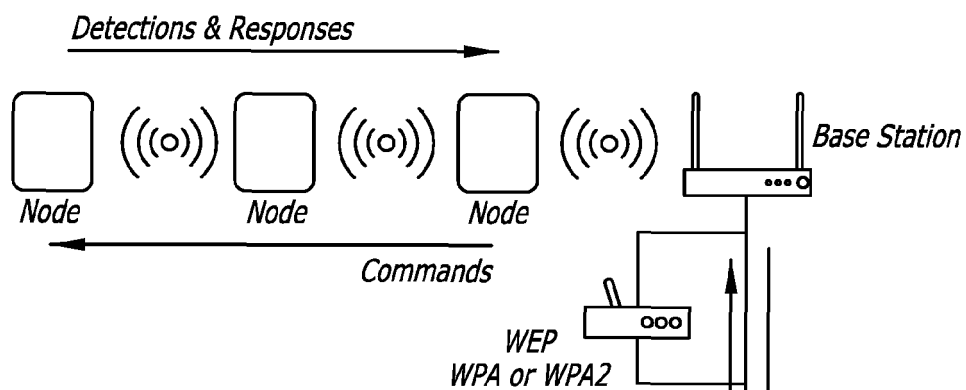 Detections & Responses
Base Station
Node
Node
Node
Commands
WEP
WPA or WPA2